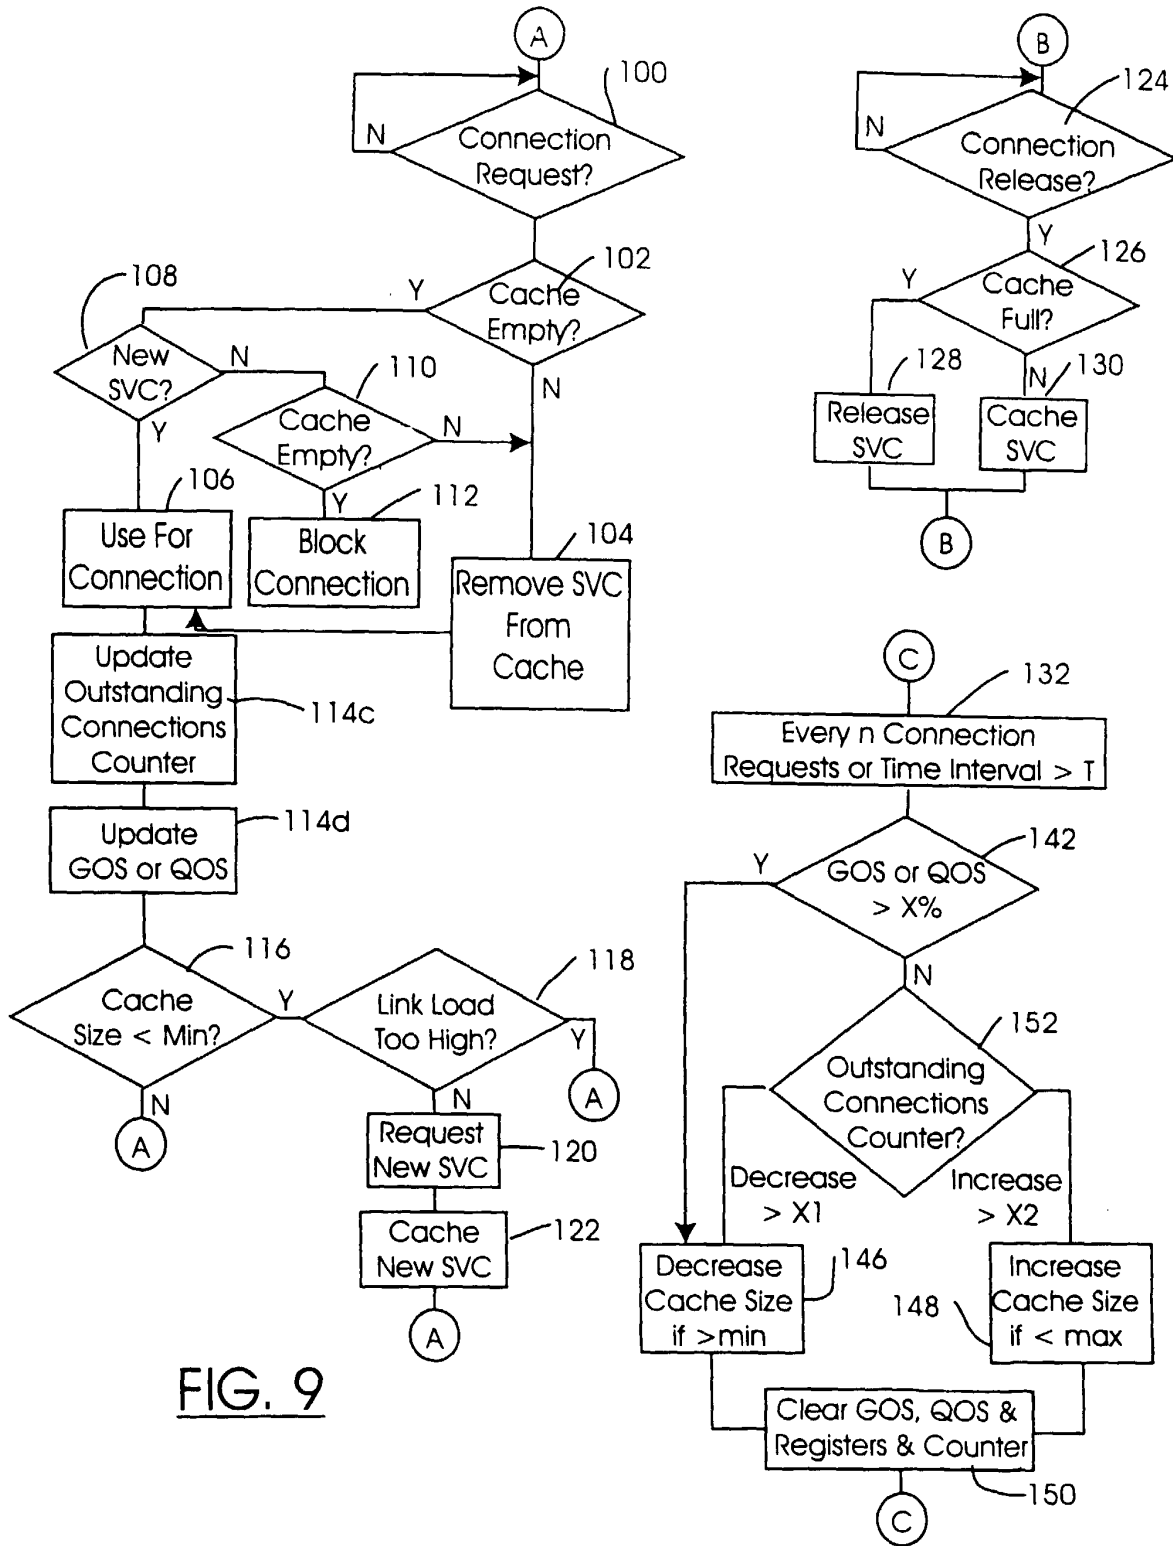 A
100
N
Connection
Request?
102
Y
Cache
Empty?
N
108
New
SVC?
N
Y
110
Cache
Empty?
N
Y
106
Use For
Connection
112
Block
Connection
104
Remove SVC
From
Cache
Update
Outstanding
Connections
Counter
114c
Update
GOS or QOS
114d
116
Cache
Size < Min?
Y
N
A
118
Link Load
Too High?
Y
A
N
Request
New SVC
120
Cache
New SVC
122
A
FIG. 9
B
124
N
Connection
Release?
Y
126
Y
Cache
Full?
N
128
Release
SVC
130
Cache
SVC
B
C
132
Every n Connection
Requests or Time Interval > T
142
Y
GOS or QOS
> X%
N
152
Outstanding
Connections
Counter?
Decrease
> X1
Increase
> X2
Decrease
Cache Size
if >min
146
148
Increase
Cache Size
if < max
Clear GOS, QOS &
Registers & Counter
150
C